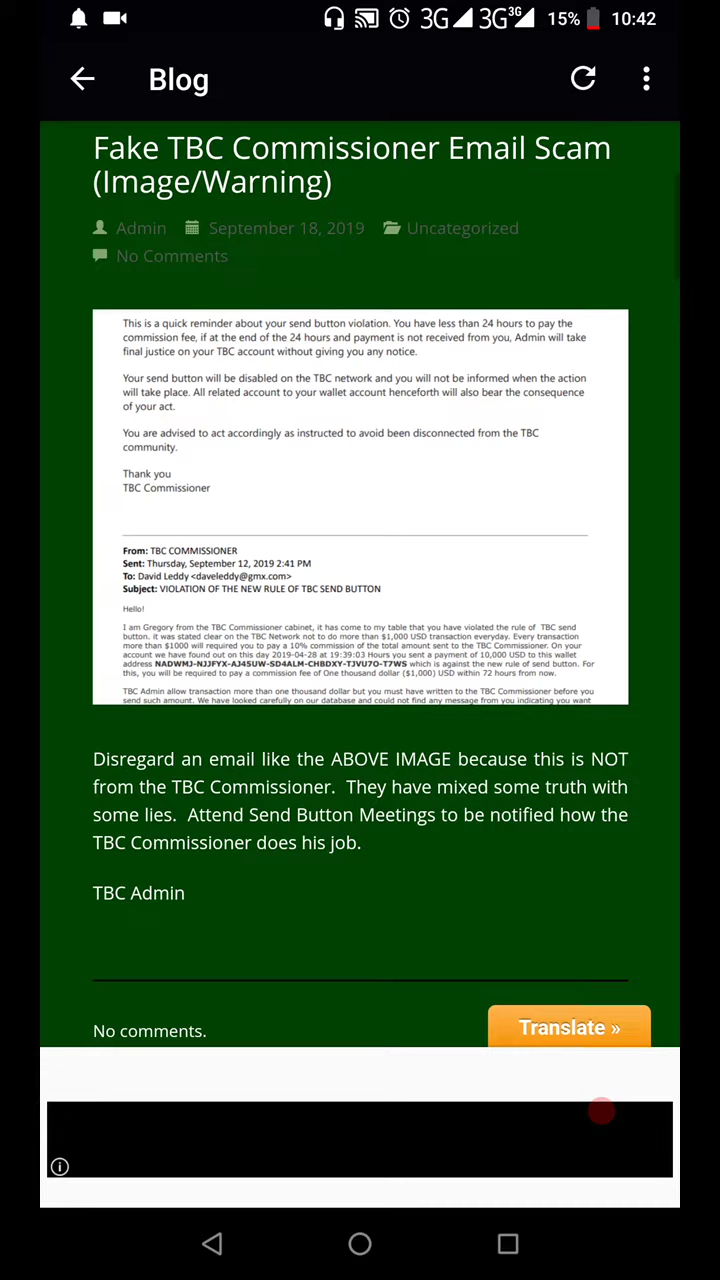 3G 3G 3G 15% 10:42
Blog
Fake TBC Commissioner Email Scam
(Image/Warning)
Admin September 18, 2019 Uncategorized
No Comments
This is a quick reminder about your send button violation. You have less than 24 hours to pay the
commission fee, if at the end of the 24 hours and payment is not received from you, Admin will take
final justice on your TBC account without giving you any notice.
Your send button will be disabled on the TBC network and you will not be informed when the action
will take place. All related account to your wallet account henceforth will also bear the consequence
of your act.
You are advised to act accordingly as instructed to avoid been disconnected from the TBC
community.
Thank you
TBC Commissioner
From: TBC COMMISSIONER
Sent: Thursday, September 12, 2019 2:41 PM
To: David Leddy <daveleddy@gmx.com>
Subject: VIOLATION OF THE NEW RULE OF TBC SEND BUTTON
Hello!
I am Gregory from the TBC Commissioner cabinet, it has come to my table that you have violated the rule of TBC send
button. it was stated clear on the TBC Network not to do more than $1,000 USD transaction everyday. Every transaction
more than $1000 will required you to pay a 10% commission of the total amount sent to the TBC Commissioner. On your
account we have found out on this day 2019-04-28 at 19:39:03 Hours you sent a payment of 10,000 USD to this wallet
address NADWMJ-NJJFYX-AJ45UW-SD4ALM-CHBDXY-TJVU7O-T7WS which is against the new rule of send button. For
this, you will be required to pay a commission fee of One thousand dollar ($1,000) USD within 72 hours from now.
TBC Admin allow transaction more than one thousand dollar but you must have written to the TBC Commissioner before you
send such amount. We have looked carefully on our database and could not find any message from you indicating you want
Disregard an email like the ABOVE IMAGE because this is NOT
from the TBC Commissioner. They have mixed some truth with
some lies. Attend Send Button Meetings to be notified how the
TBC Commissioner does his job.
TBC Admin
No comments.
Translate »